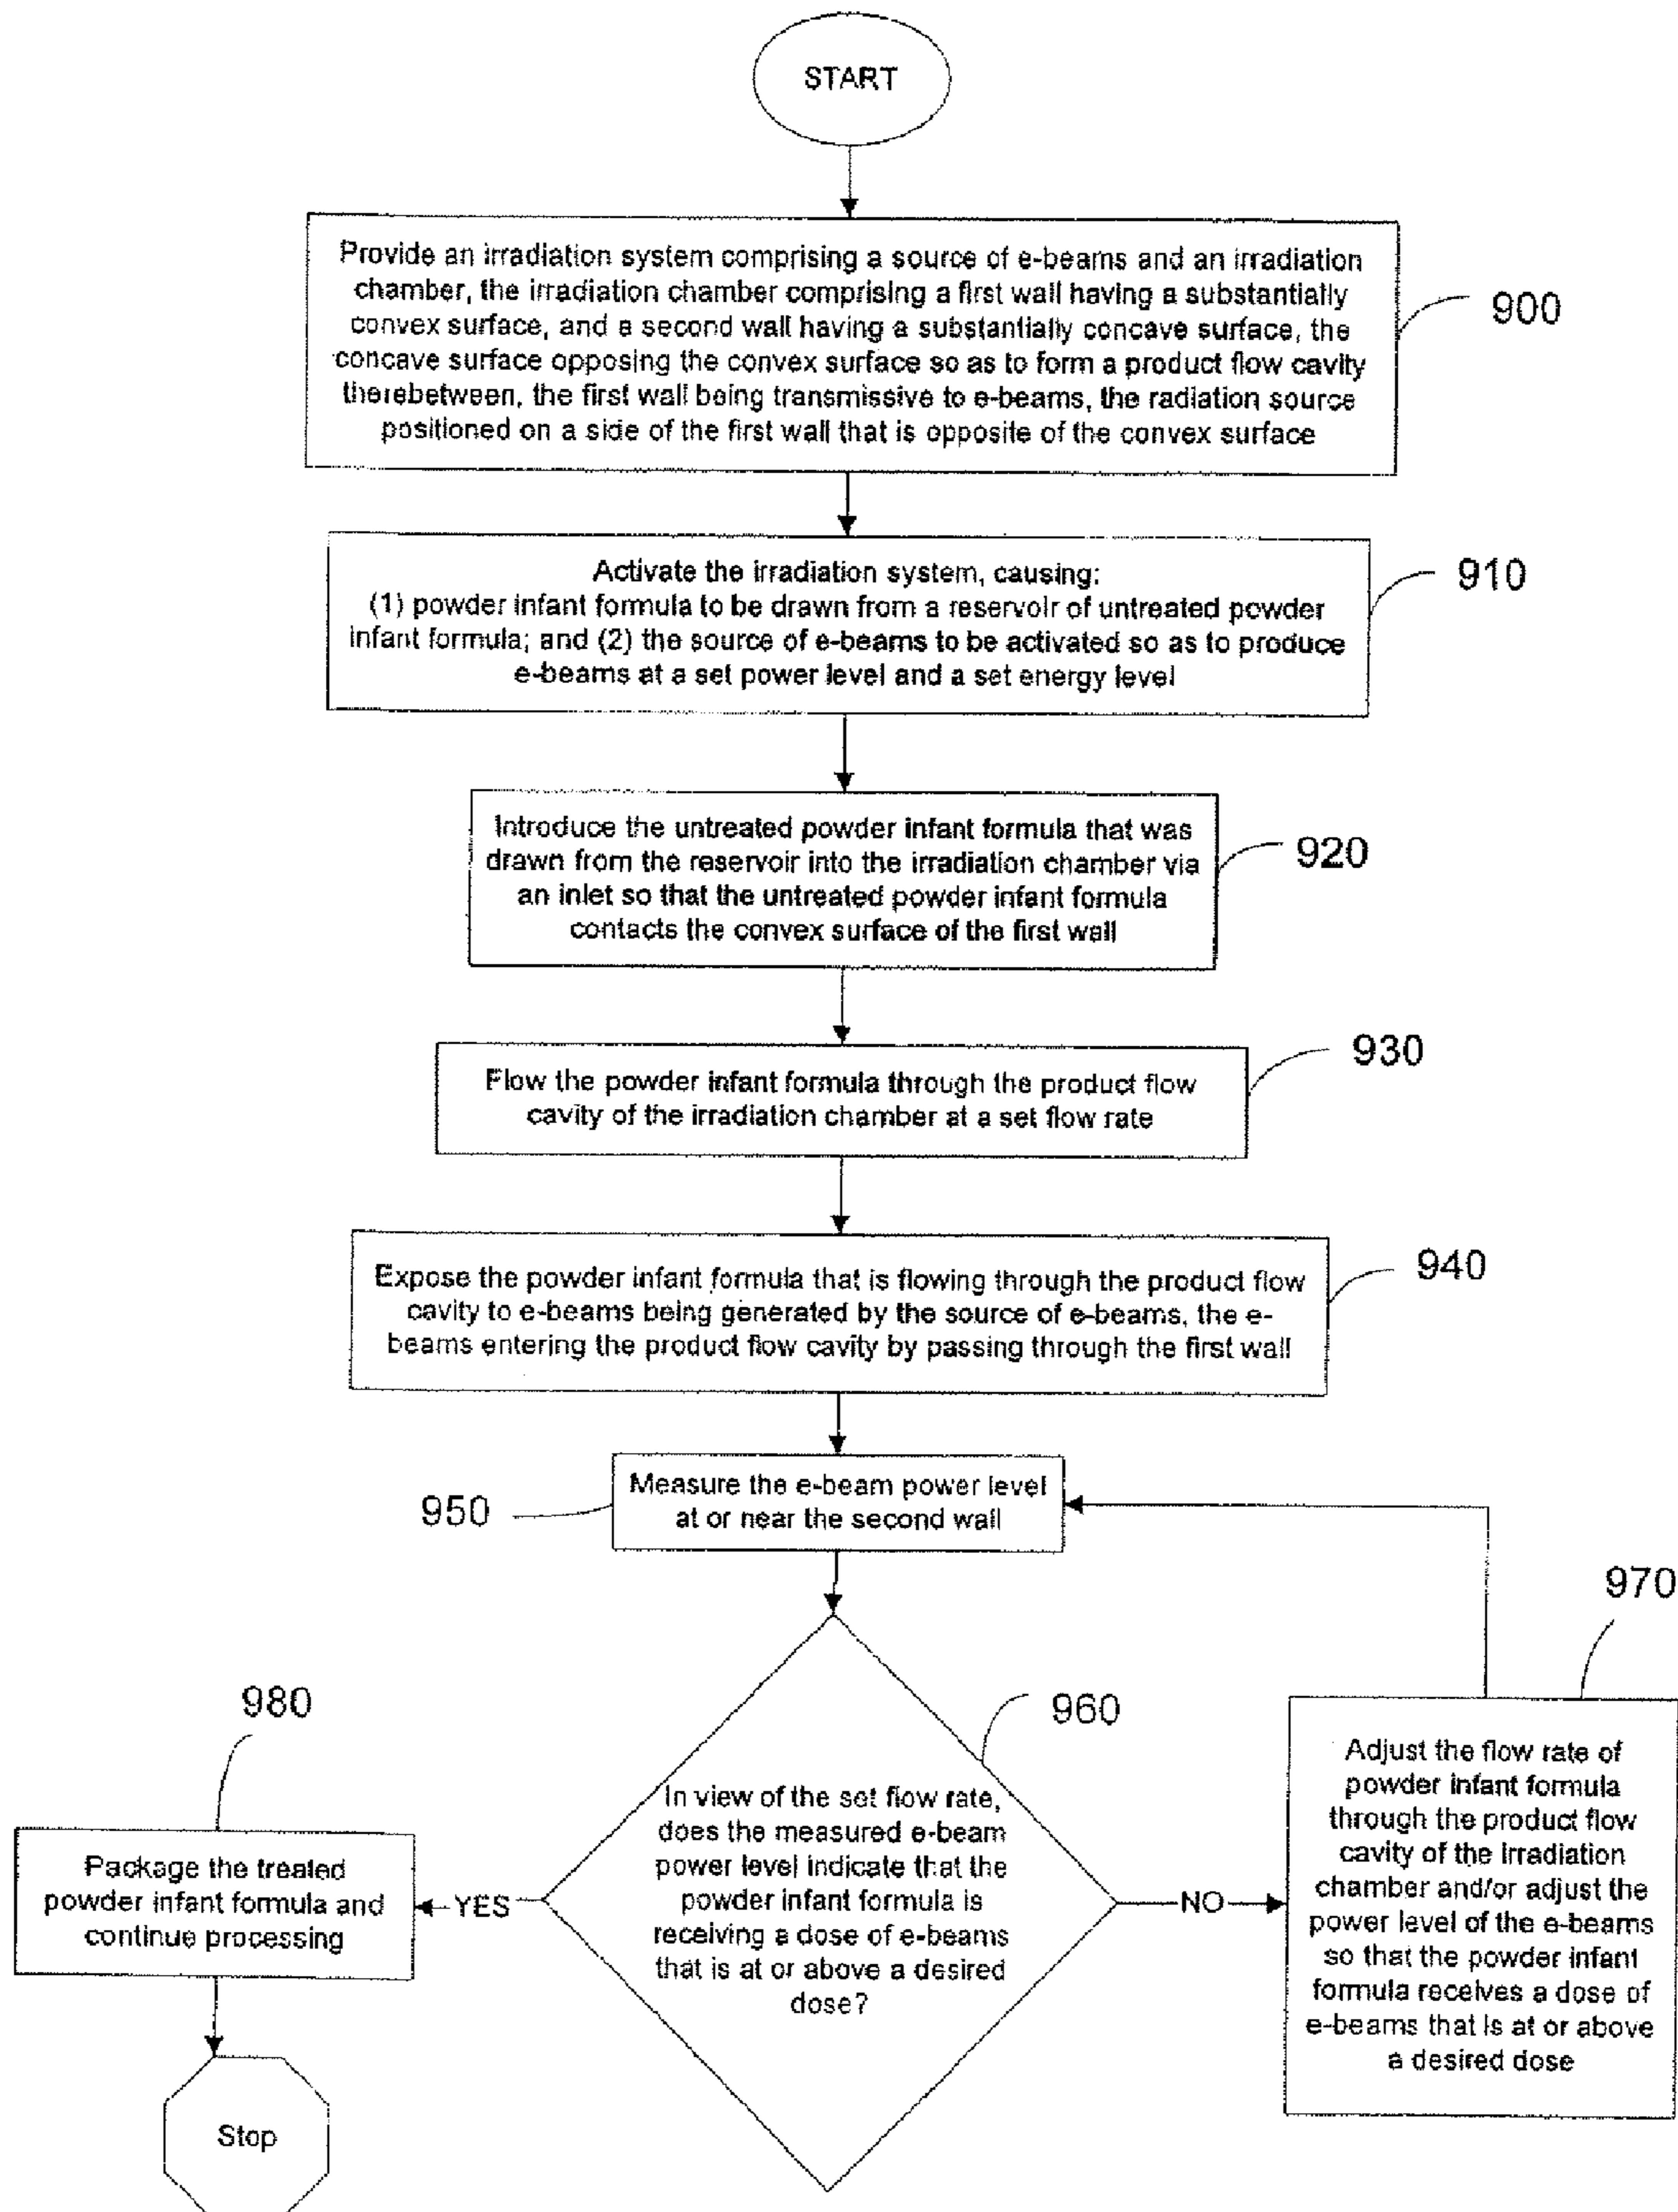 START
Provide an irradiation system comprising a source of e-beams and an irradiation
chamber, the irradiation chamber comprising a first wall having a substantially
convex surface, and a second wall having a substantially concave surface, the
concave surface opposing the convex surface so as to form a product flow cavity
therebetween, the first wall being transmissive to e-beams, the radiation source
positioned on a side of the first wall that is opposite of the convex surface
900
Activate the irradiation system, causing:
(1) powder infant formula to be drawn from a reservoir of untreated powder
infant formula; and (2) the source of e-beams to be activated so as to produce
e-beams at a set power level and a set energy level
910
Introduce the untreated powder infant formula that was
drawn from the reservoir into the irradiation chamber via
an inlet so that the untreated powder infant formula
contacts the convex surface of the first wall
920
Flow the powder infant formula through the product flow
cavity of the irradiation chamber at a set flow rate
930
Expose the powder infant formula that is flowing through the product flow
cavity to e-beams being generated by the source of e-beams, the e-
beams entering the product flow cavity by passing through the first wall
940
Measure the e-beam power level
at or near the second wall
950
In view of the set flow rate,
does the measured e-beam
power level indicate that the
powder infant formula is
receiving a dose of e-beams
that is at or above a desired
dose?
960
NO
Adjust the flow rate of
powder infant formula
through the product flow
cavity of the irradiation
chamber and/or adjust the
power level of the e-beams
so that the powder infant
formula receives a dose of
e-beams that is at or above
a desired dose
970
YES
Package the treated
powder infant formula and
continue processing
980
Stop